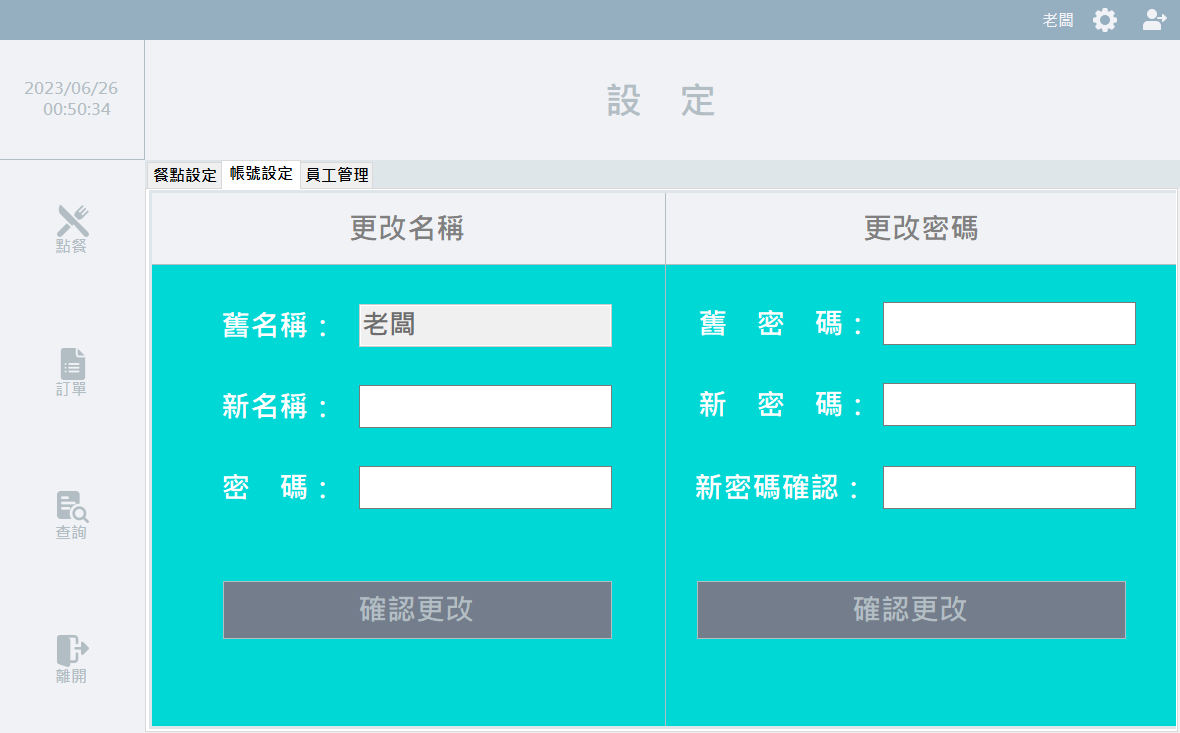 老闆
2023/06/26
00:50:34
設 定
餐點設定 帳號設定 員工管理
點餐
訂單
查詢
離開
更改名稱
舊名稱：
老闆
新名稱：
密 碼：
確認更改
更改密碼
舊 密 碼：
新 密 碼：
新密碼確認：
確認更改